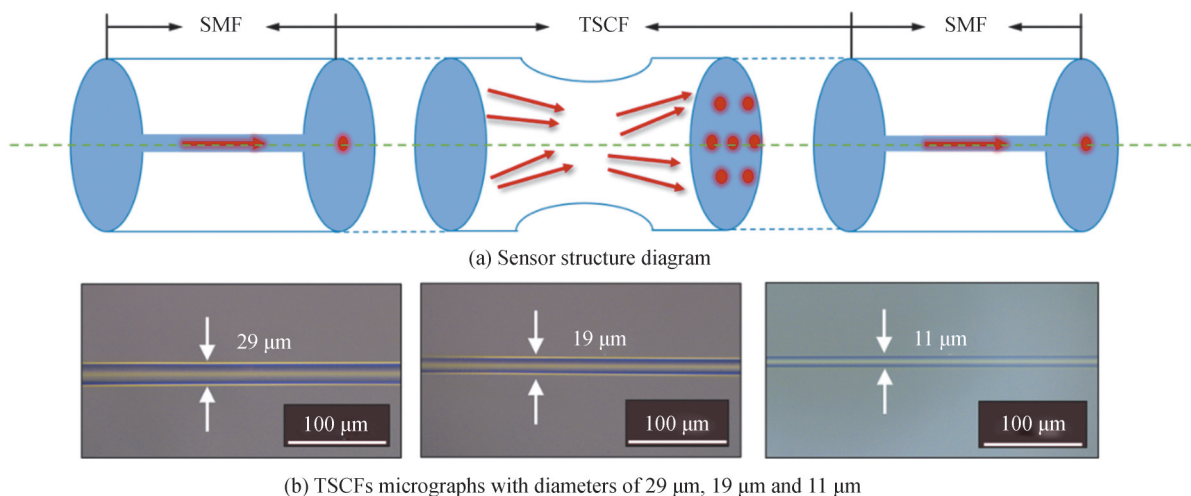 SMF TSCF SMF
(a) Sensor structure diagram
29 μm 19 μm 11 μm
100 μm 100 μm 100 μm
(b) TSCFs micrographs with diameters of 29 μm, 19 μm and 11 μm